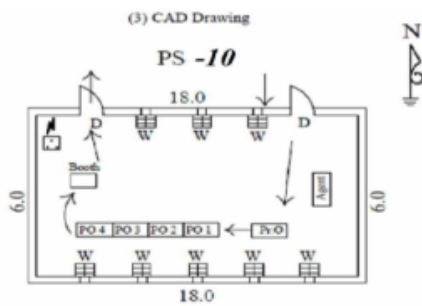 (3) CAD Drawing
N
PS -10
18.0
D W W W D
Booth
Agent
6.0 6.0
PO 4 PO 3 PO 2 PO 1 Pr.O
W W W W W
18.0